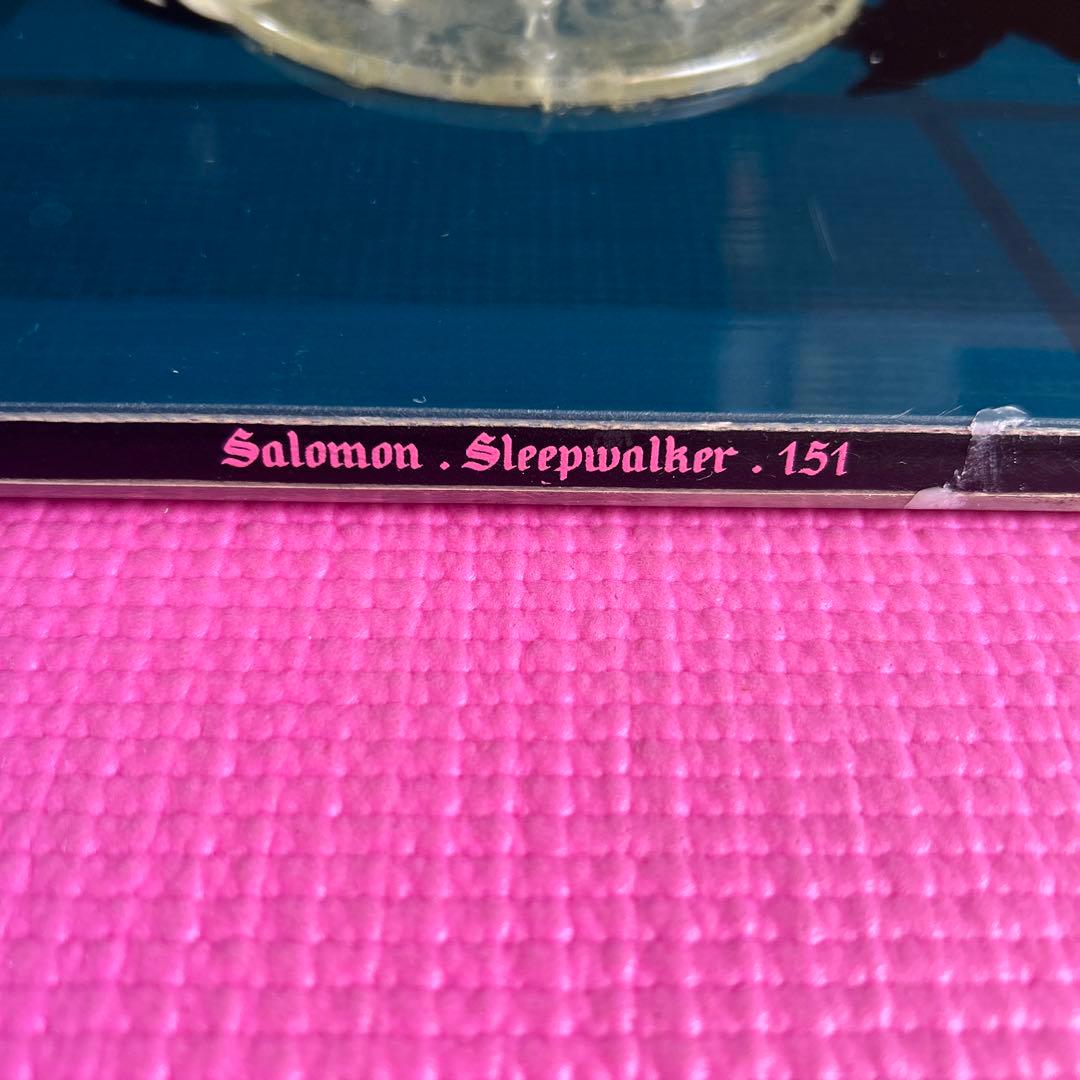 Salomon . Sleepwalker . 151